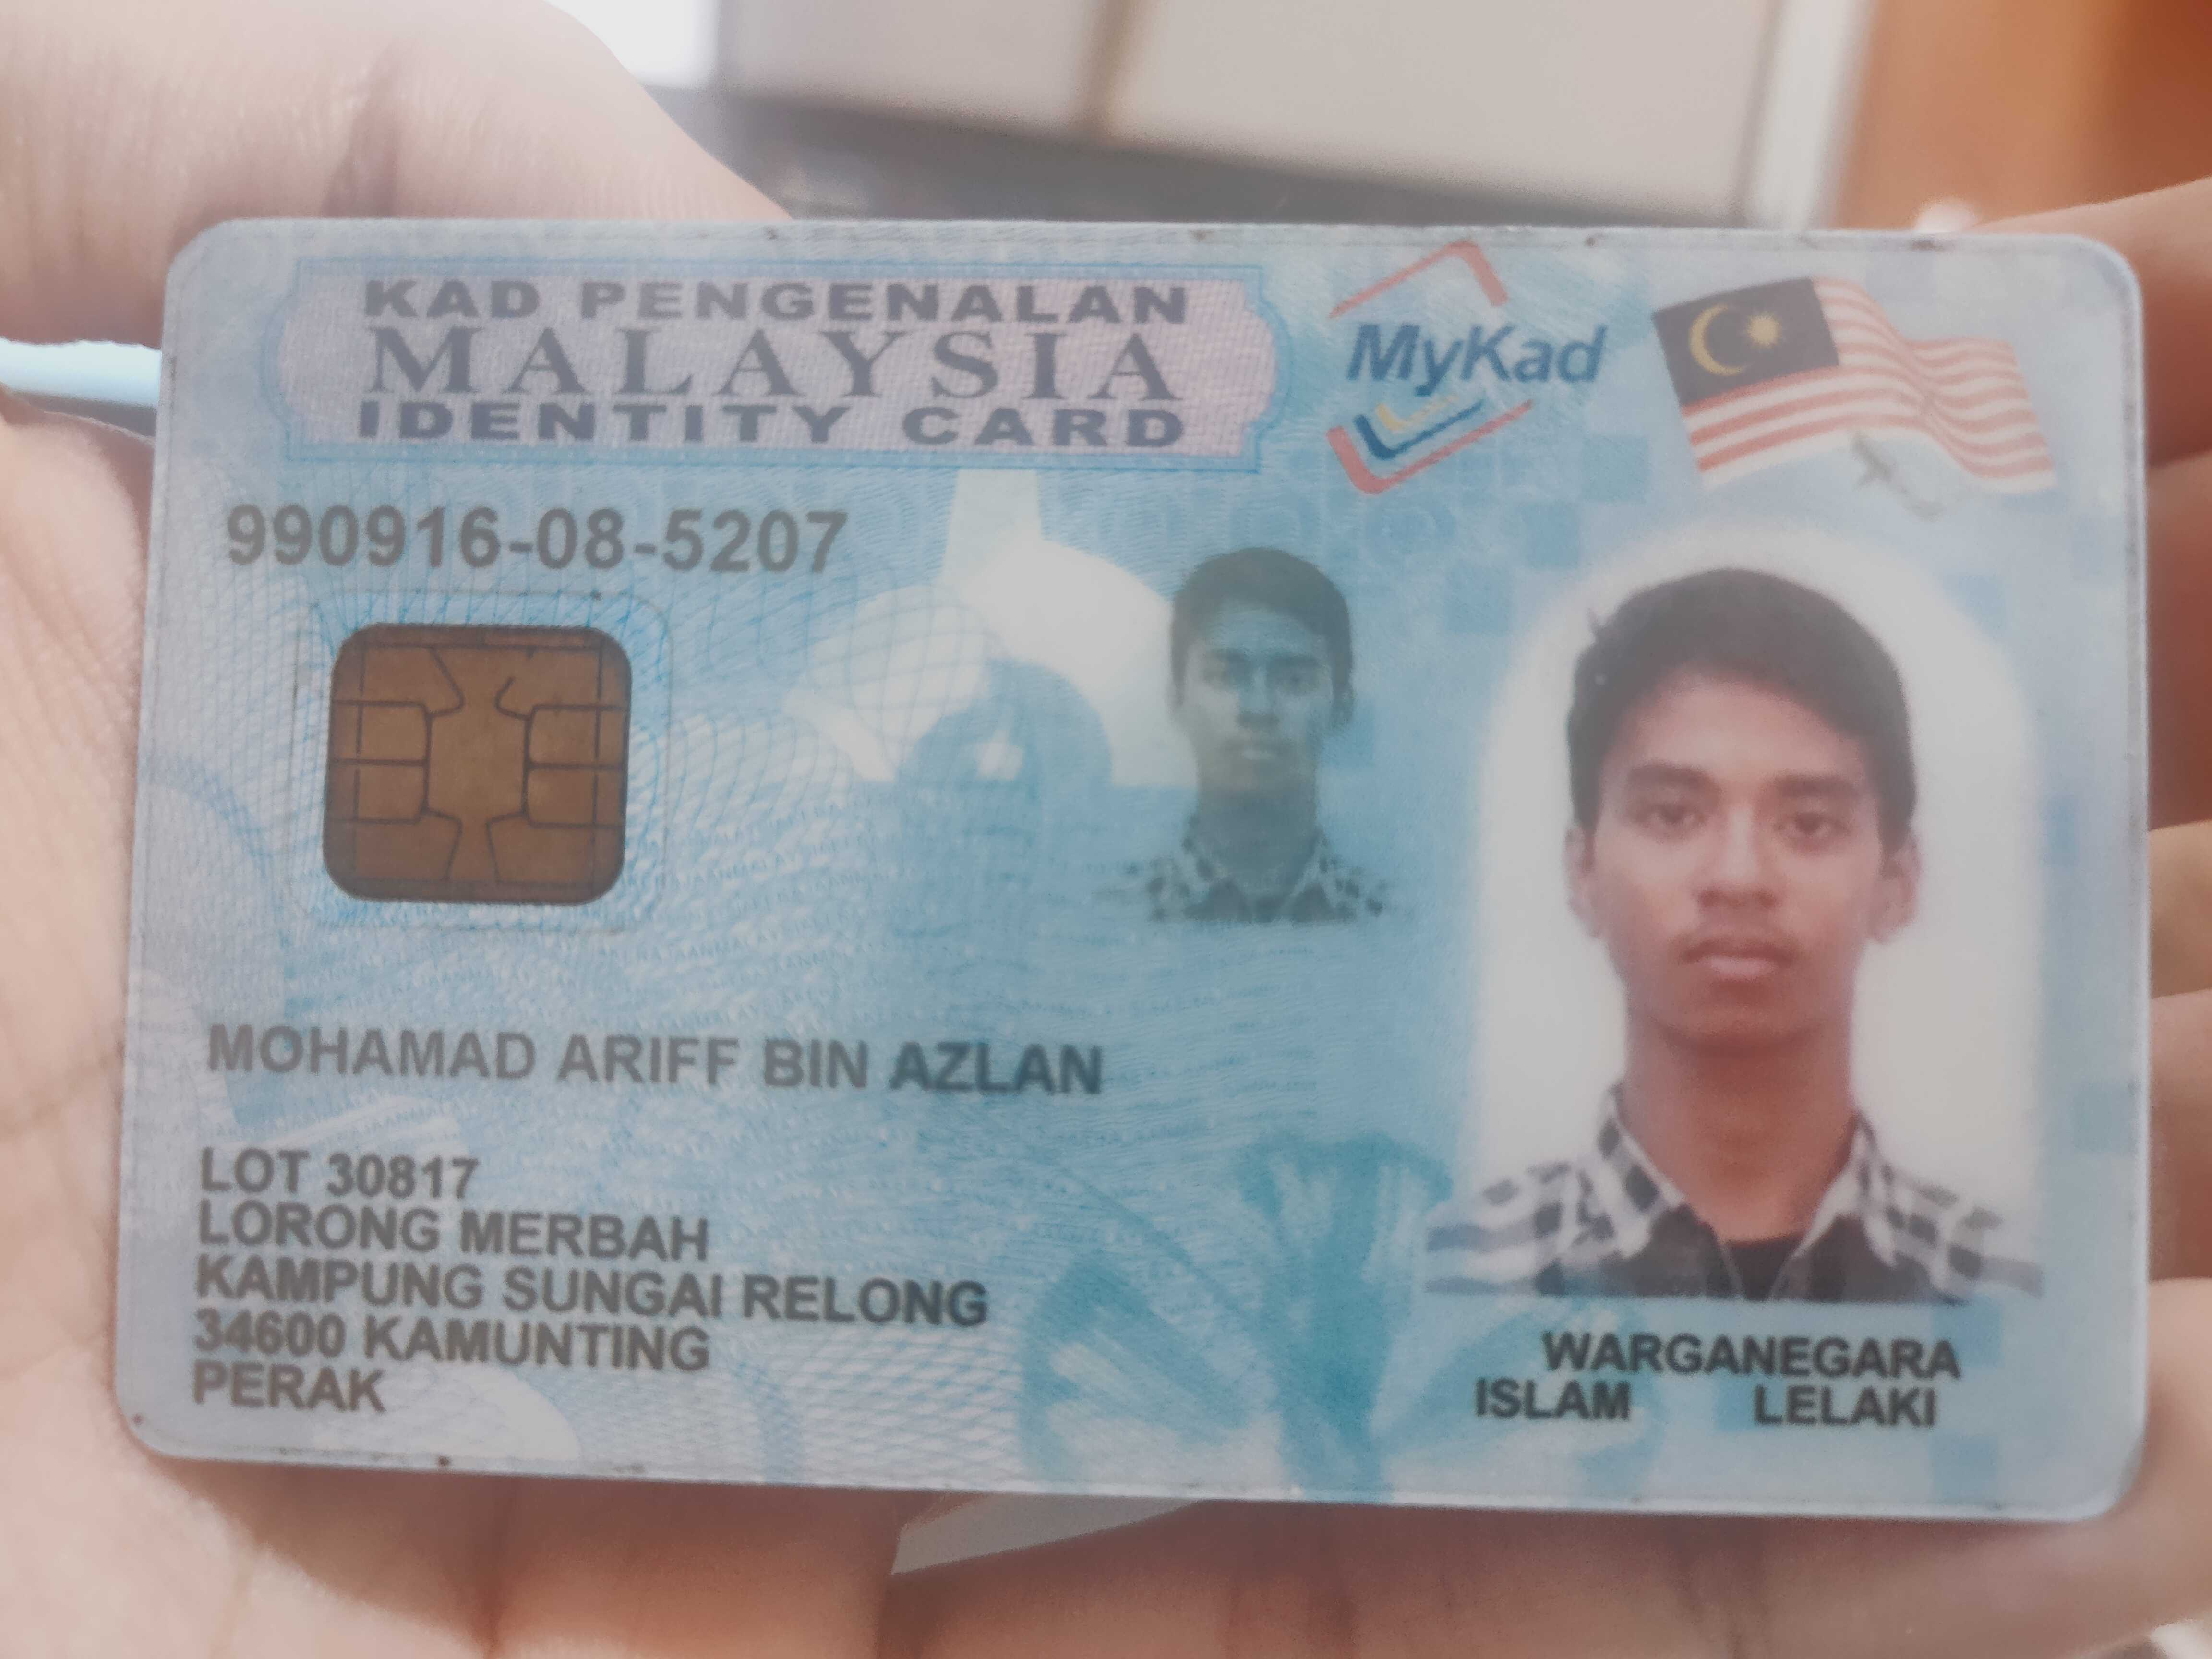 KAD PENGENALAN
MALAYSIA
IDENTITY CARD
MyKad
990916-08-5207
MOHAMAD ARIFF BIN AZLAN
LOT 30817
LORONG MERBAH
KAMPUNG SUNGAI RELONG
34600 KAMUNTING
PERAK
WARGANEGARA
ISLAM LELAKI